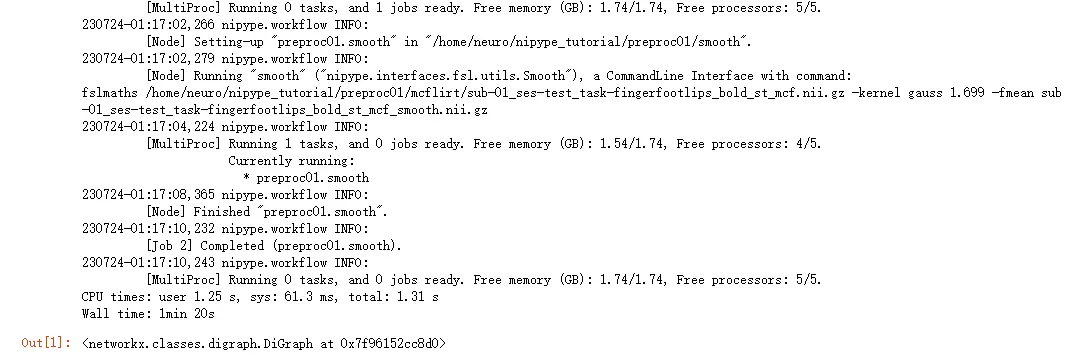 [MultiProc] Running 0 tasks, and 1 jobs ready. Free memory (GB): 1.74/1.74, Free processors: 5/5.
230724-01:17:02,266 nipype.workflow INFO:
[Node] Setting-up "preproc01.smooth" in "/home/neuro/nipype_tutorial/preproc01/smooth".
230724-01:17:02,279 nipype.workflow INFO:
[Node] Running "smooth" ("nipype.interfaces.fsl.utils.Smooth"), a CommandLine Interface with command:
fslmaths /home/neuro/nipype_tutorial/preproc01/mcflirt/sub-01_ses-test_task-fingerfootlips_bold_st_mcf.nii.gz -kernel gauss 1.699 -fmean sub
-01_ses-test_task-fingerfootlips_bold_st_mcf_smooth.nii.gz
230724-01:17:04,224 nipype.workflow INFO:
[MultiProc] Running 1 tasks, and 0 jobs ready. Free memory (GB): 1.54/1.74, Free processors: 4/5.
Currently running:
* preproc01.smooth
230724-01:17:08,365 nipype.workflow INFO:
[Node] Finished "preproc01.smooth".
230724-01:17:10,232 nipype.workflow INFO:
[Job 2] Completed (preproc01.smooth).
230724-01:17:10,243 nipype.workflow INFO:
[MultiProc] Running 0 tasks, and 0 jobs ready. Free memory (GB): 1.74/1.74, Free processors: 5/5.
CPU times: user 1.25 s, sys: 61.3 ms, total: 1.31 s
Wall time: 1min 20s
Out[1]: <networkx.classes.digraph.DiGraph at 0x7f96152cc8d0>